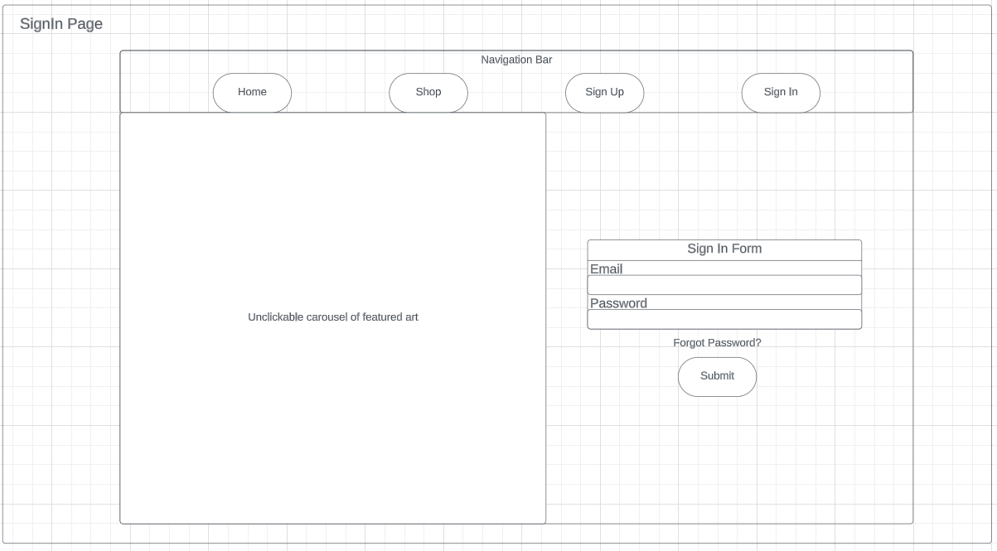 SignIn Page
Navigation Bar
Home
Shop
Sign Up
Sign In
Unclickable carousel of featured art
Sign In Form
Email
Password
Forgot Password?
Submit